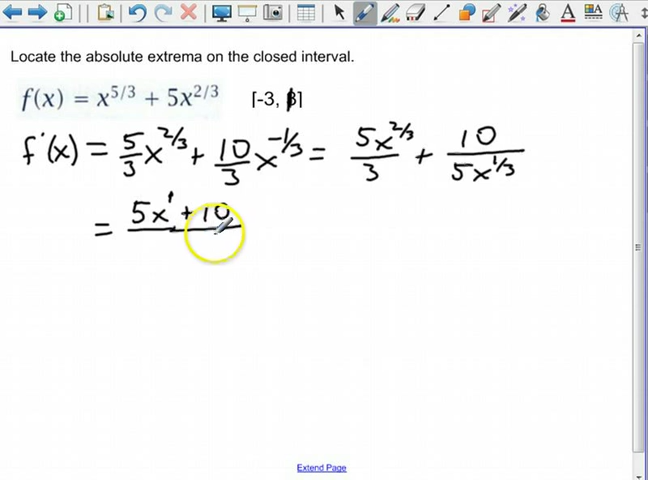 Locate the absolute extrema on the closed interval.
f(x) = x^{5/3} + 5x^{2/3} [-3, ]
f'(x) = 5/3 x^{2/3} + 10/3 x^{-1/3} = 5x^{2/3}/3 + 10/5x^{1/3}
= 5x^1 + 10
Extend Page